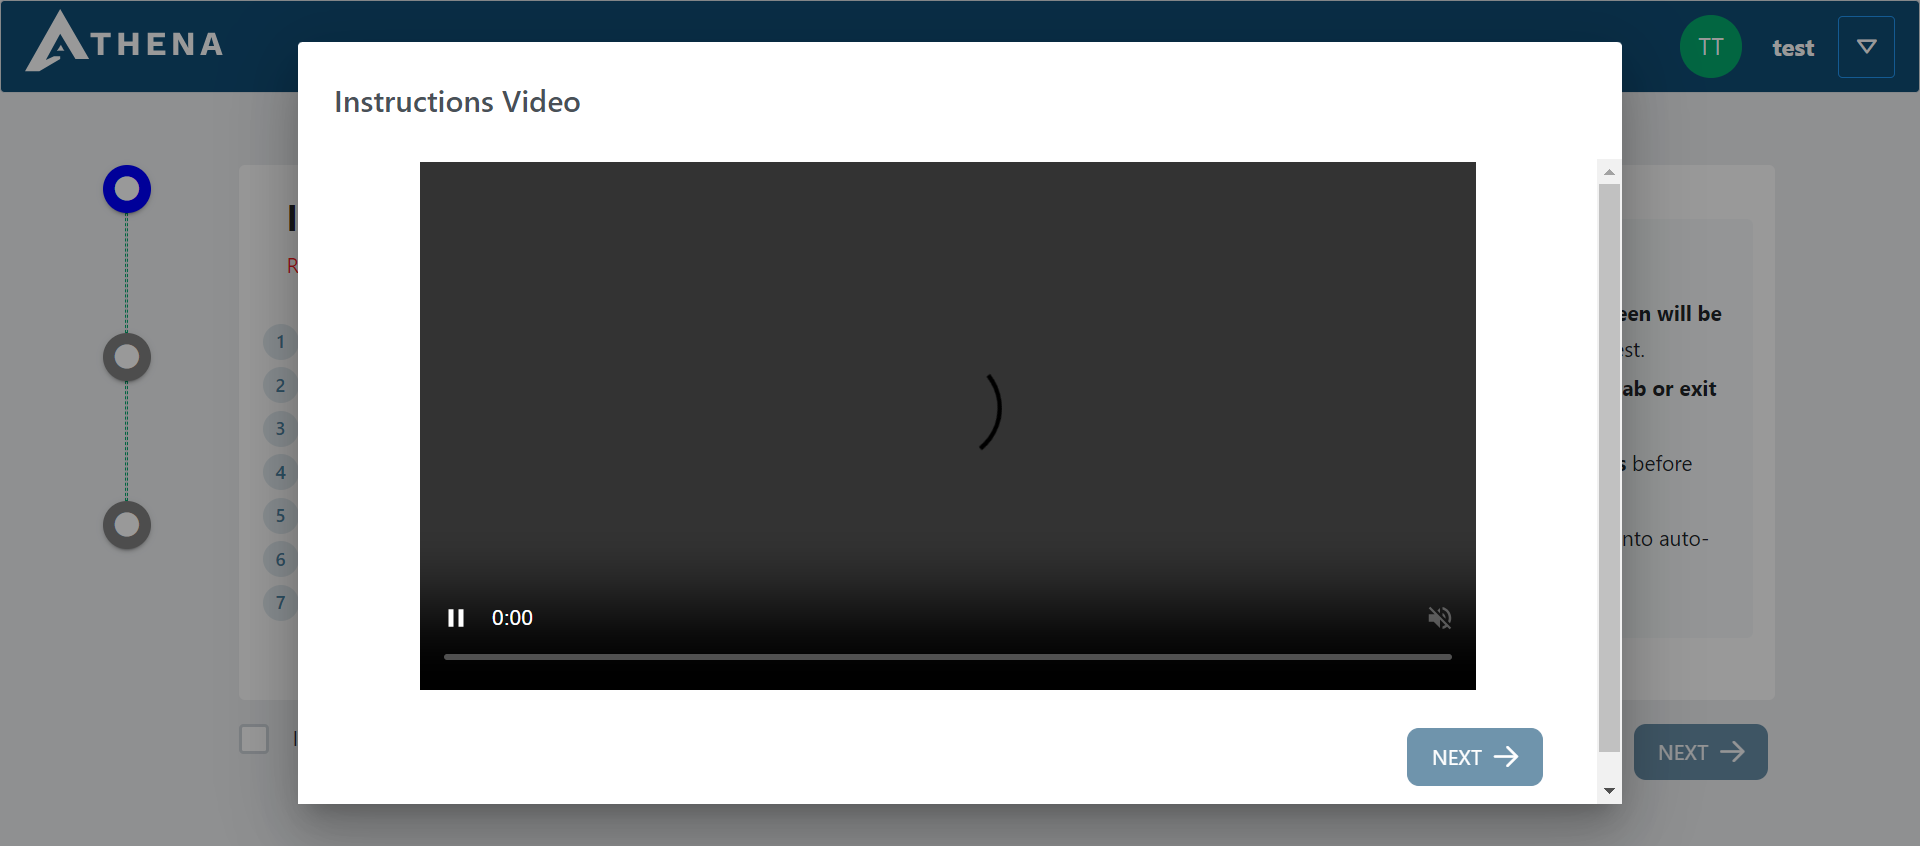 ATHENA
TT
test
Instructions Video
een will be
1
est.
2
ab or exit
3
4
s before
5
nto auto-
6
7
0:00
NEXT
NEXT